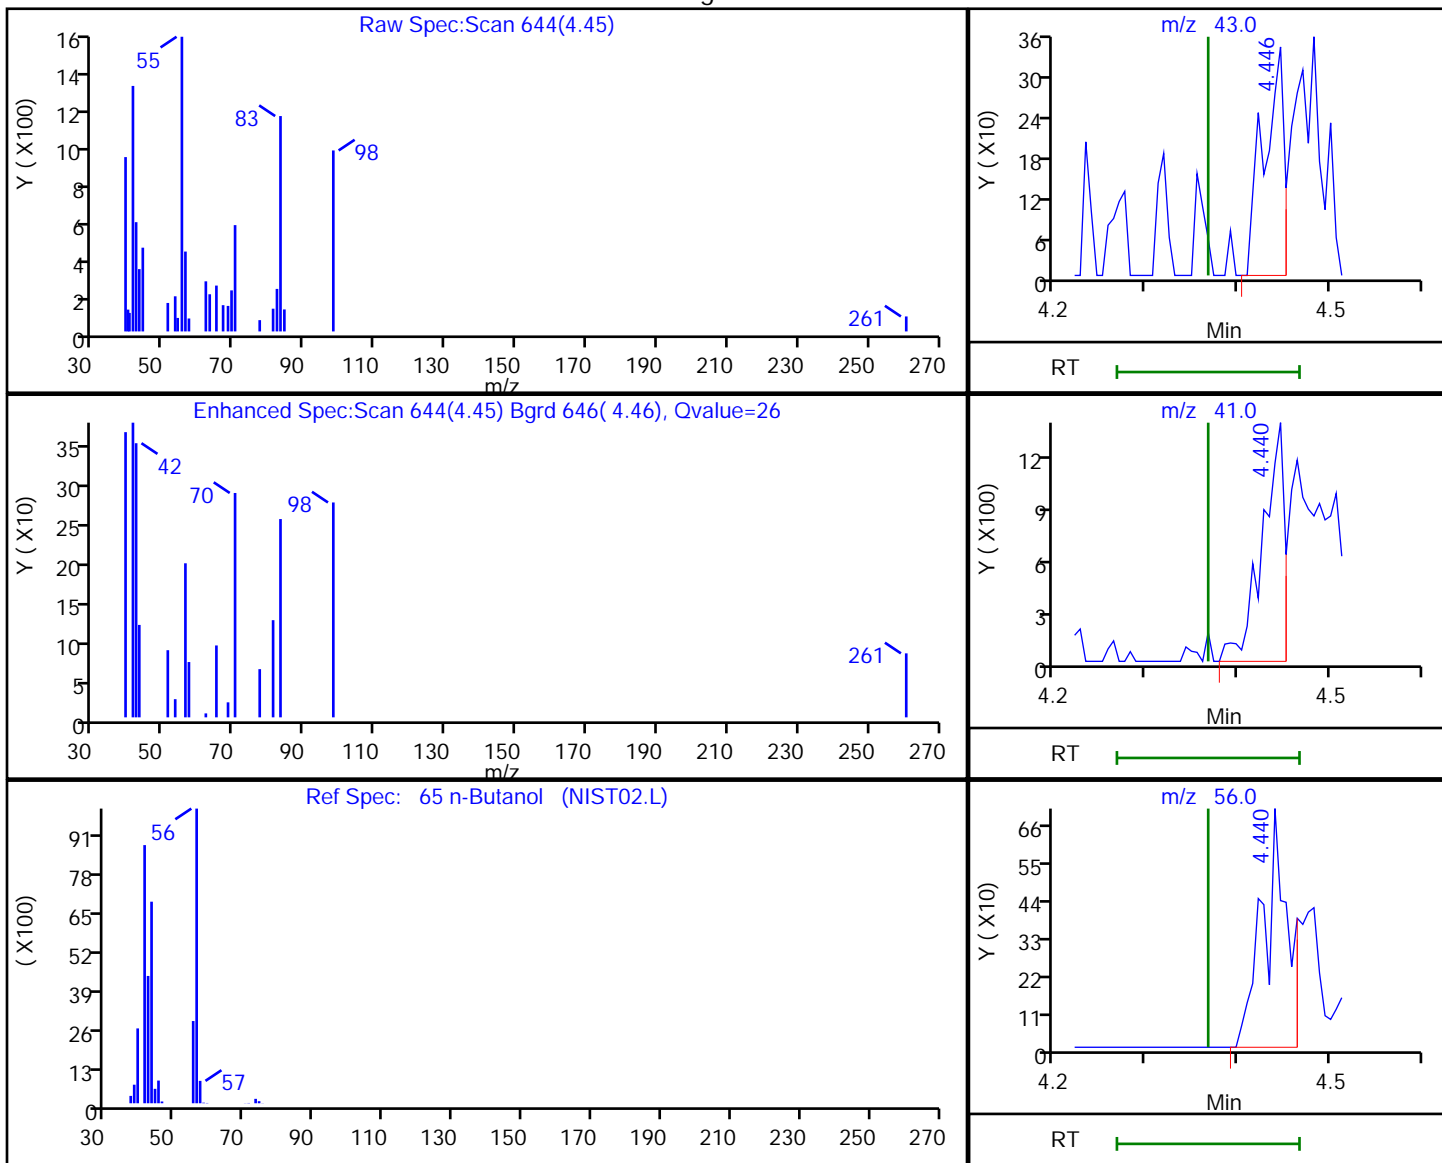 Raw Spec:Scan 644(4.45)
Y ( X100)
16
14
12
10
8
6
4
2
0
55
83
98
261
30 50 70 90 110 130 150 170 190 210 230 250 270
m/z
m/z 43.0
Y ( X10)
36
30
24
18
12
6
0
4.446
4.2 4.5
Min
RT
Enhanced Spec:Scan 644(4.45) Bgrd 646( 4.46), Qvalue=26
Y ( X10)
35
30
25
20
15
10
5
0
42
70
98
261
30 50 70 90 110 130 150 170 190 210 230 250 270
m/z
m/z 41.0
Y ( X100)
12
9
6
3
0
4.440
4.2 4.5
Min
RT
Ref Spec: 65 n-Butanol (NIST02.L)
( X100)
91
78
65
52
39
26
13
0
56
57
30 50 70 90 110 130 150 170 190 210 230 250 270
m/z 56.0
Y ( X10)
66
55
44
33
22
11
0
4.440
4.2 4.5
Min
RT